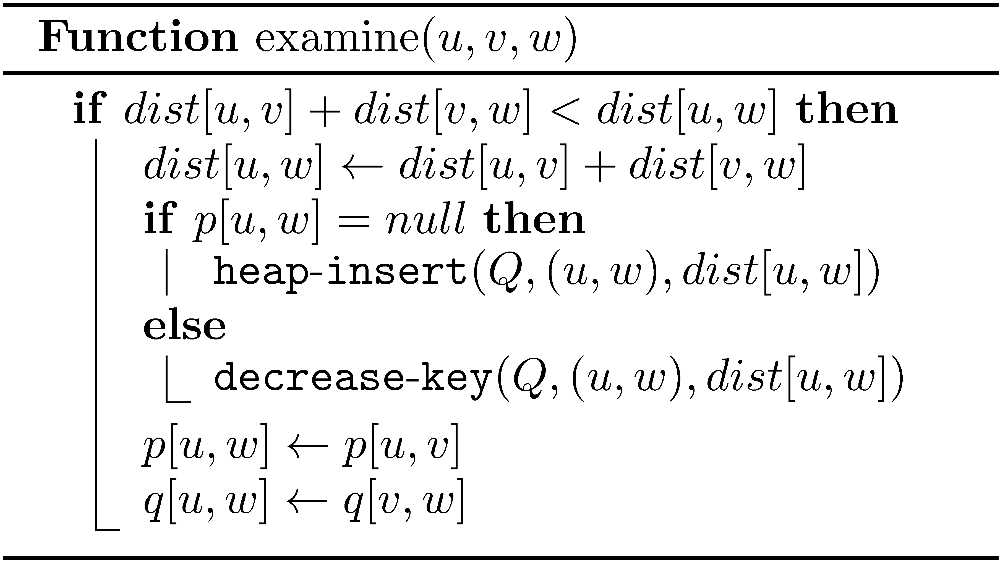 Function examine(u, v, w)
if dist[u, v] + dist[v, w] < dist[u, w] then
dist[u, w] ← dist[u, v] + dist[v, w]
if p[u, w] = null then
heap-insert(Q, (u, w), dist[u, w])
else
decrease-key(Q, (u, w), dist[u, w])
p[u, w] ← p[u, v]
q[u, w] ← q[v, w]